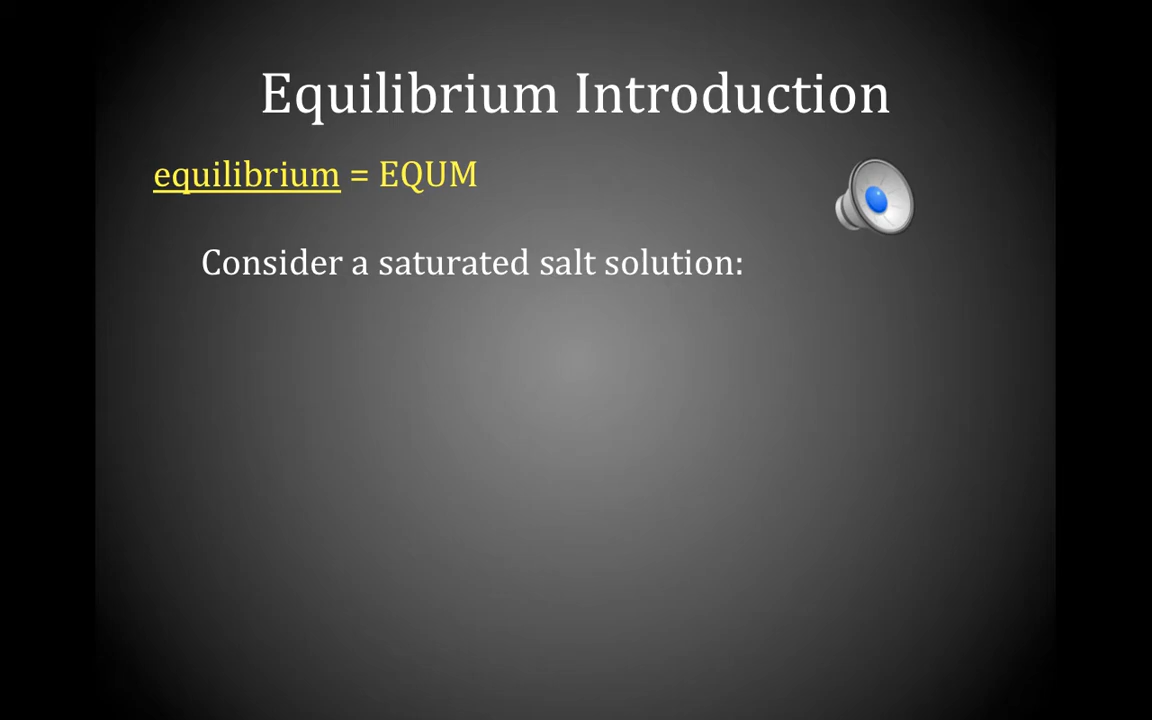 Equilibrium Introduction
equilibrium = EQUM
Consider a saturated salt solution: